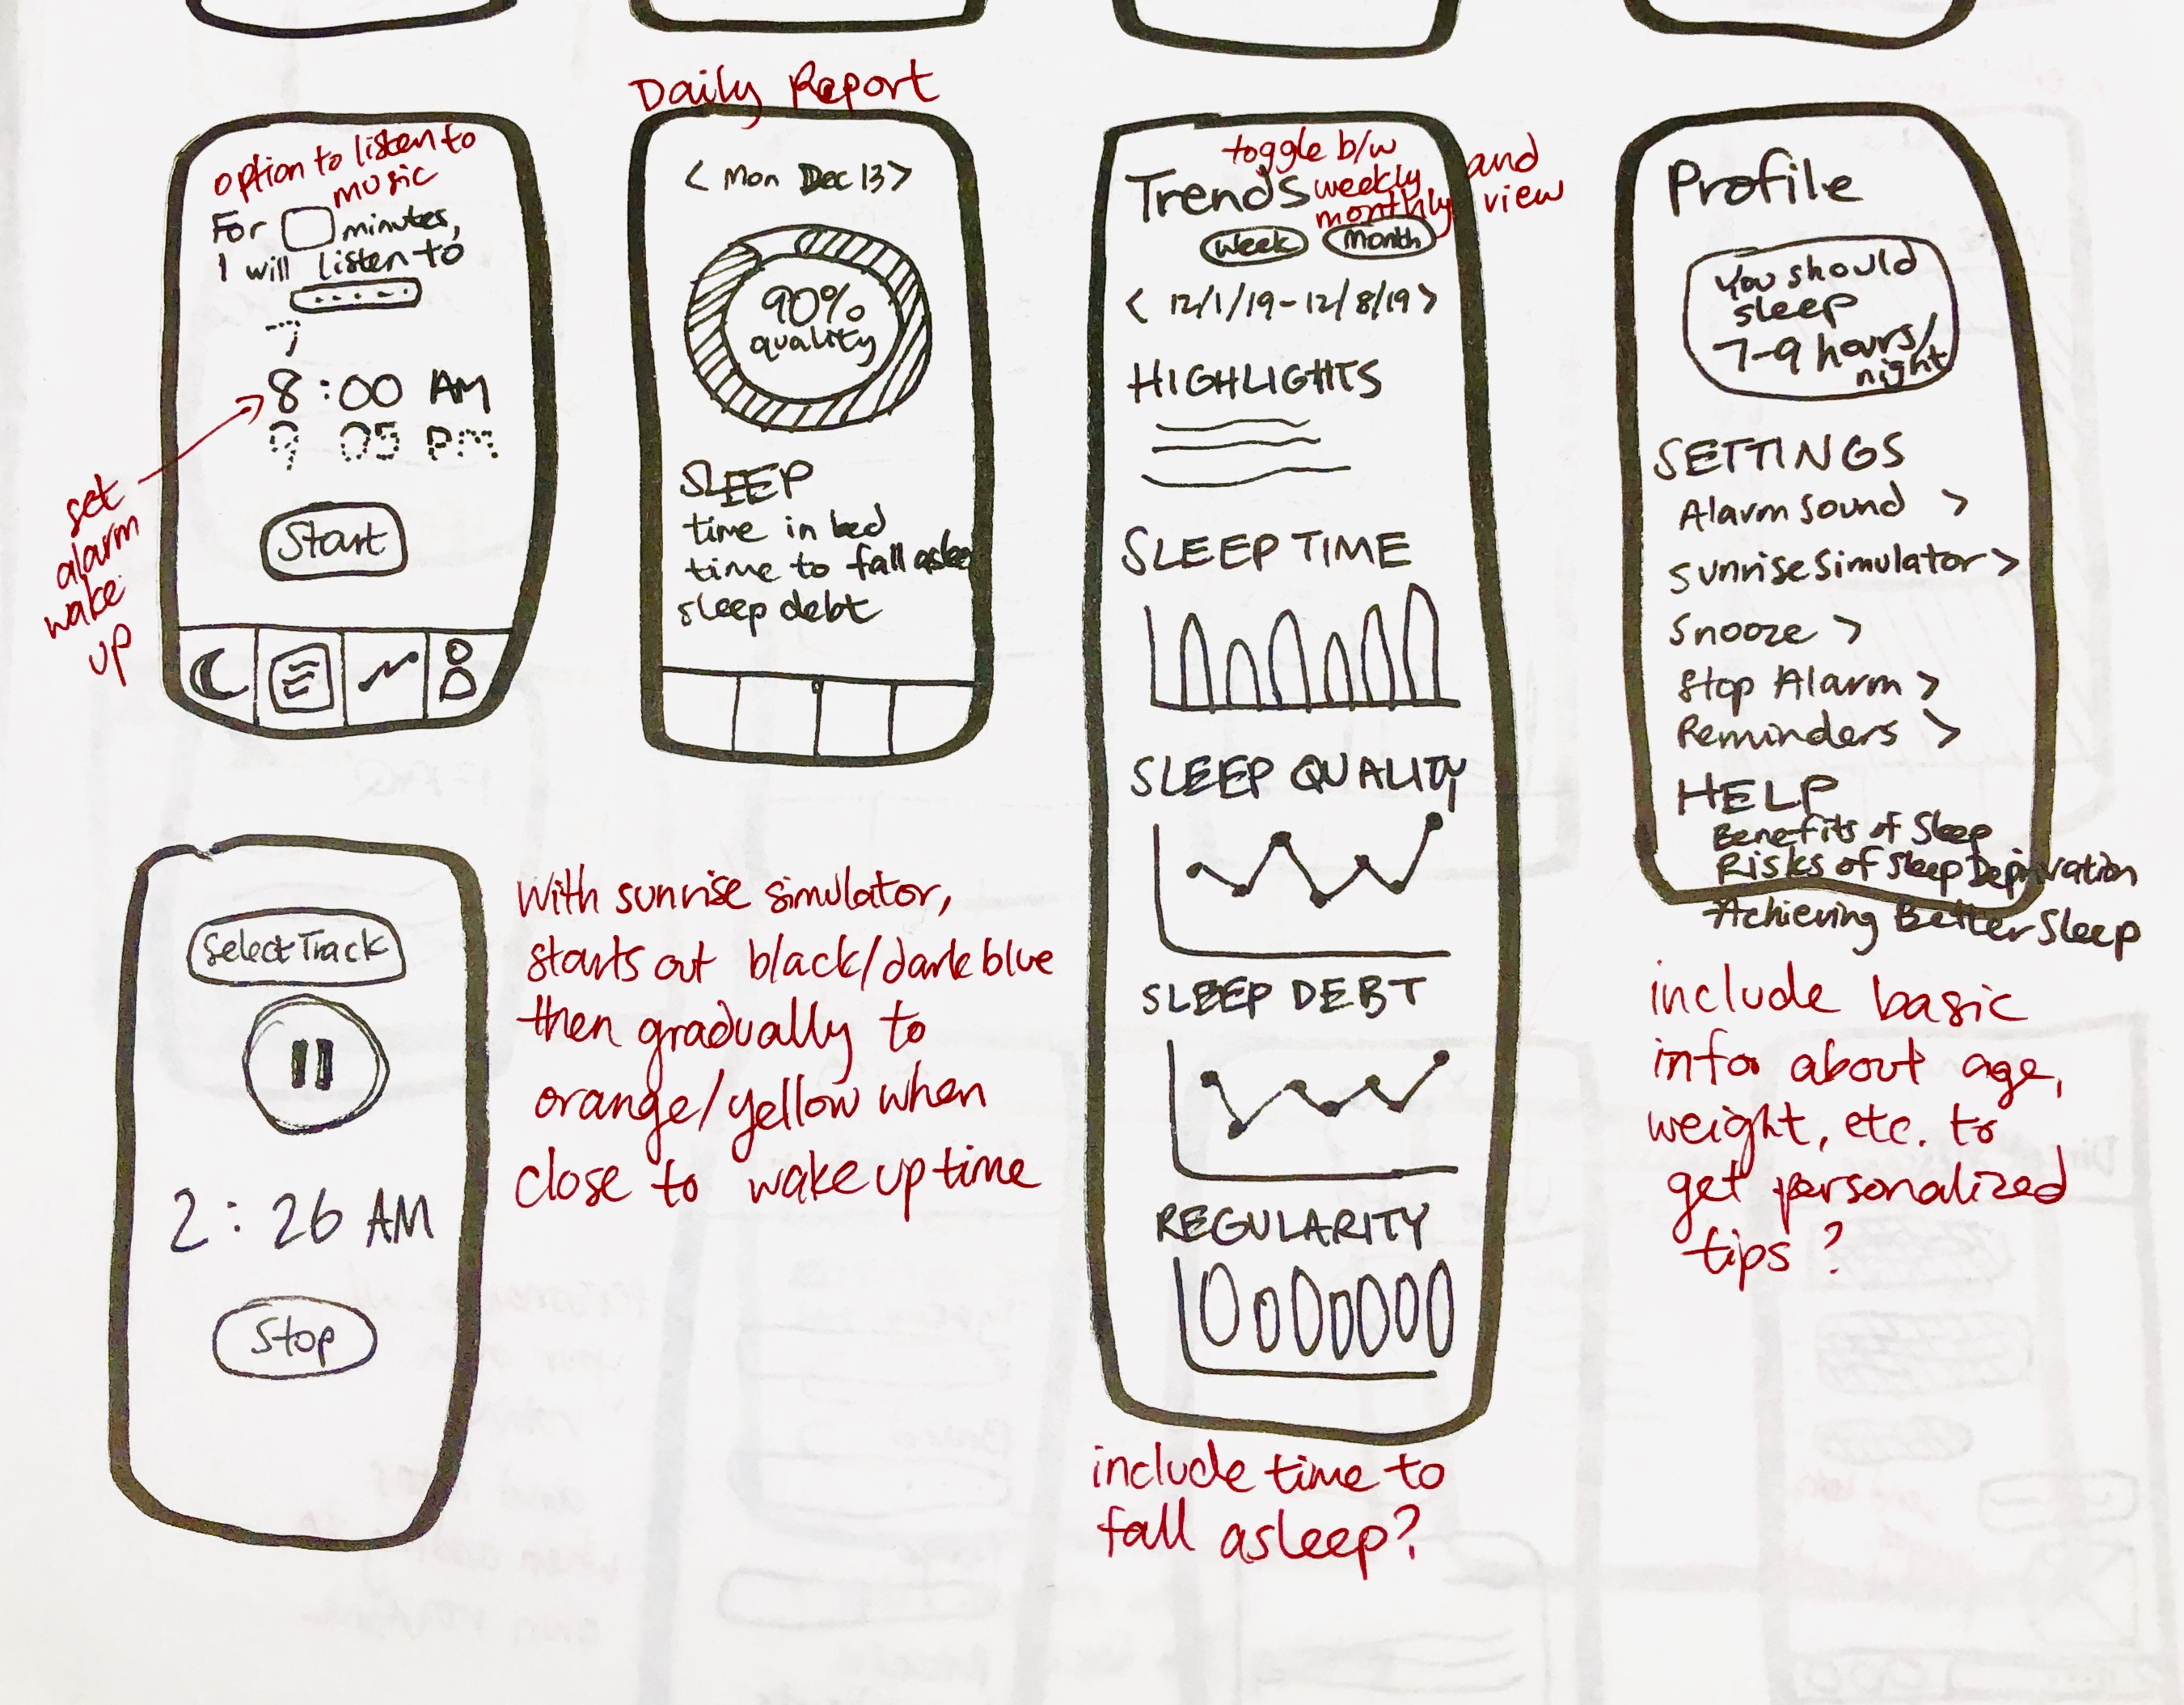 option to listen to
music
For minutes,
I will listen to
7
8:00 AM
9 05 PM
Start
set
alarm
wake
up
Daily Report
< Mon Dec 13 >
90%
quality
SLEEP
time in bed
time to fall asleep
sleep debt
toggle b/w
weekly and
monthly view
Trends
Week Month
< 12/1/19-12/8/19 >
HIGHLIGHTS
SLEEP TIME
SLEEP QUALITY
SLEEP DEBT
REGULARITY
include time to
fall asleep?
Profile
You should
sleep
7-9 hours/
night
SETTINGS
Alarm Sound >
Sunrise Simulator >
Snooze >
Stop Alarm >
Reminders >
HELP
Benefits of Sleep
Risks of Sleep Deprivation
Achieving Better Sleep
include basic
info about age,
weight, etc. to
get personalized
tips?
Select Track
2:26 AM
Stop
With sunrise simulator,
starts out black/dark blue
then gradually to
orange/yellow when
close to wake up time